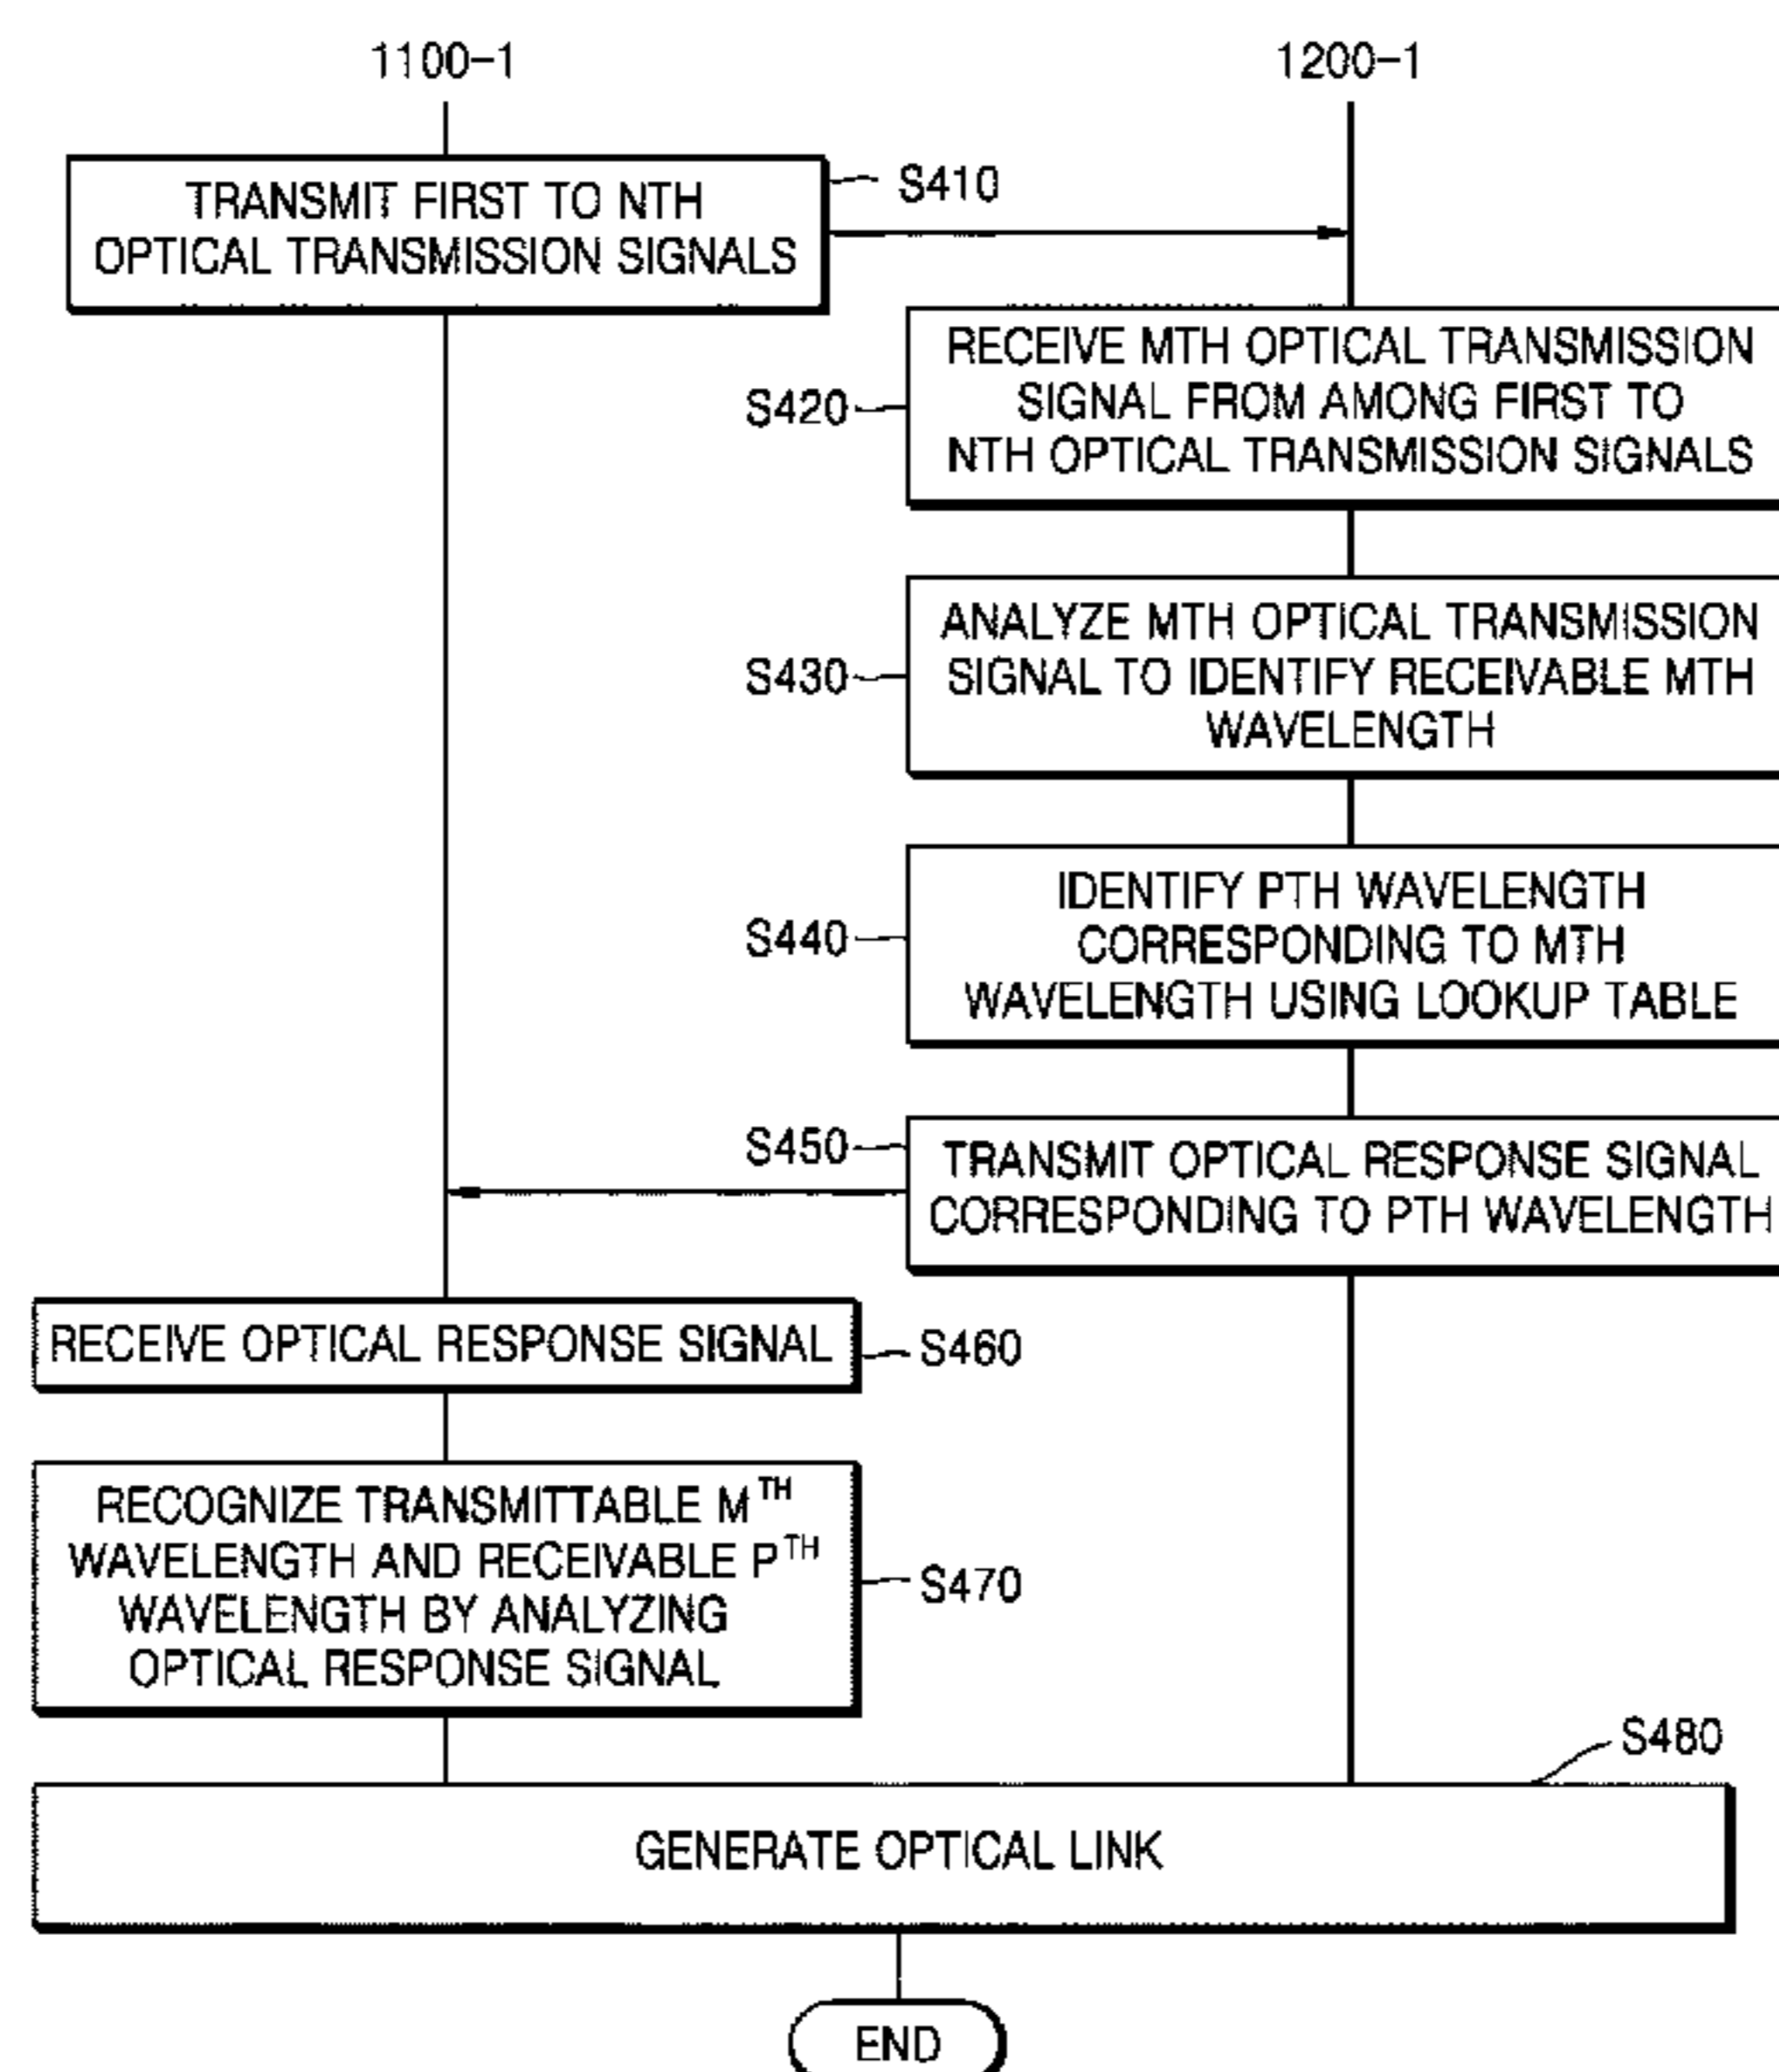 1100-1
1200-1
TRANSMIT FIRST TO NTH
OPTICAL TRANSMISSION SIGNALS
S410
RECEIVE MTH OPTICAL TRANSMISSION
SIGNAL FROM AMONG FIRST TO
NTH OPTICAL TRANSMISSION SIGNALS
S420
ANALYZE MTH OPTICAL TRANSMISSION
SIGNAL TO IDENTIFY RECEIVABLE MTH
WAVELENGTH
S430
IDENTIFY PTH WAVELENGTH
CORRESPONDING TO MTH
WAVELENGTH USING LOOKUP TABLE
S440
S450
TRANSMIT OPTICAL RESPONSE SIGNAL
CORRESPONDING TO PTH WAVELENGTH
RECEIVE OPTICAL RESPONSE SIGNAL
S460
RECOGNIZE TRANSMITTABLE M^TH
WAVELENGTH AND RECEIVABLE P^TH
WAVELENGTH BY ANALYZING
OPTICAL RESPONSE SIGNAL
S470
S480
GENERATE OPTICAL LINK
END